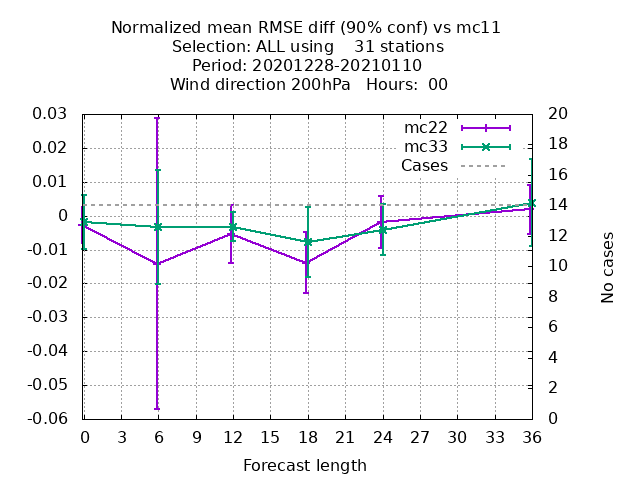 Normalized mean RMSE diff (90% conf) vs mc11
Selection: ALL using    31 stations
Period: 20201228-20210110
Wind direction 200hPa   Hours:  00
0.03
0.02
0.01
0
-0.01
-0.02
-0.03
-0.04
-0.05
-0.06
mc22
mc33
Cases
20
18
16
14
12
10
8
6
4
2
0
No cases
0 3 6 9 12 15 18 21 24 27 30 33 36
Forecast length